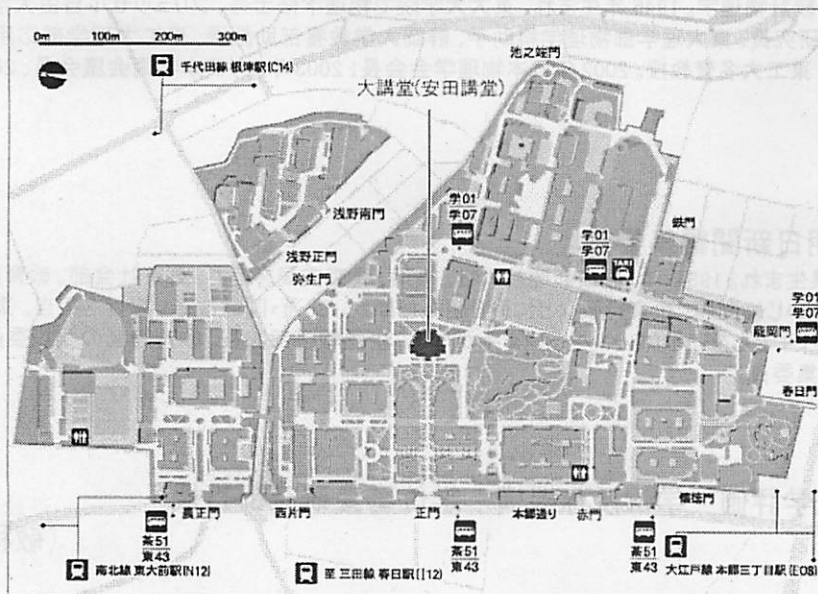 0m 100m 200m 300m
千代田線 根津駅(C14)
池之端門
大講堂(安田講堂)
浅野南門
浅野正門
弥生門
学01
学07
学01
学07
TAXI
鉄門
学01
学07
龍岡門
春日門
農正門
西片門
正門
本郷通り
赤門
懐徳門
茶51
東43
茶51
東43
茶51
東43
南北線 東大前駅(N12)
至 三田線 春日駅(I12)
大江戸線 本郷三丁目駅(E08)